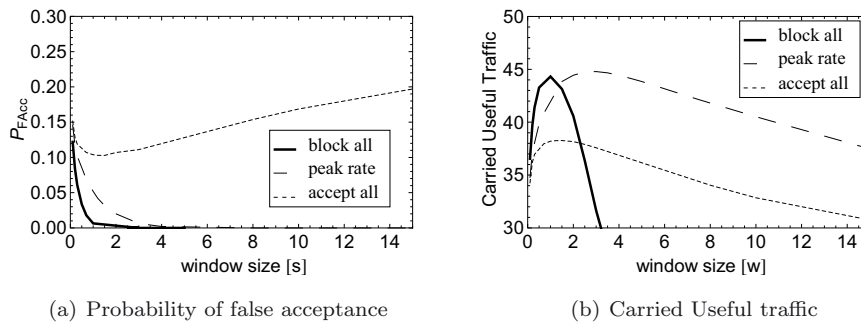 0.30
0.25
0.20
0.15
0.10
0.05
0.00
P_FAcc
block all
peak rate
accept all
0 2 4 6 8 10 12 14
window size [s]
(a) Probability of false acceptance
50
45
40
35
30
Carried Useful Traffic
block all
peak rate
accept all
0 2 4 6 8 10 12 14
window size [w]
(b) Carried Useful traffic